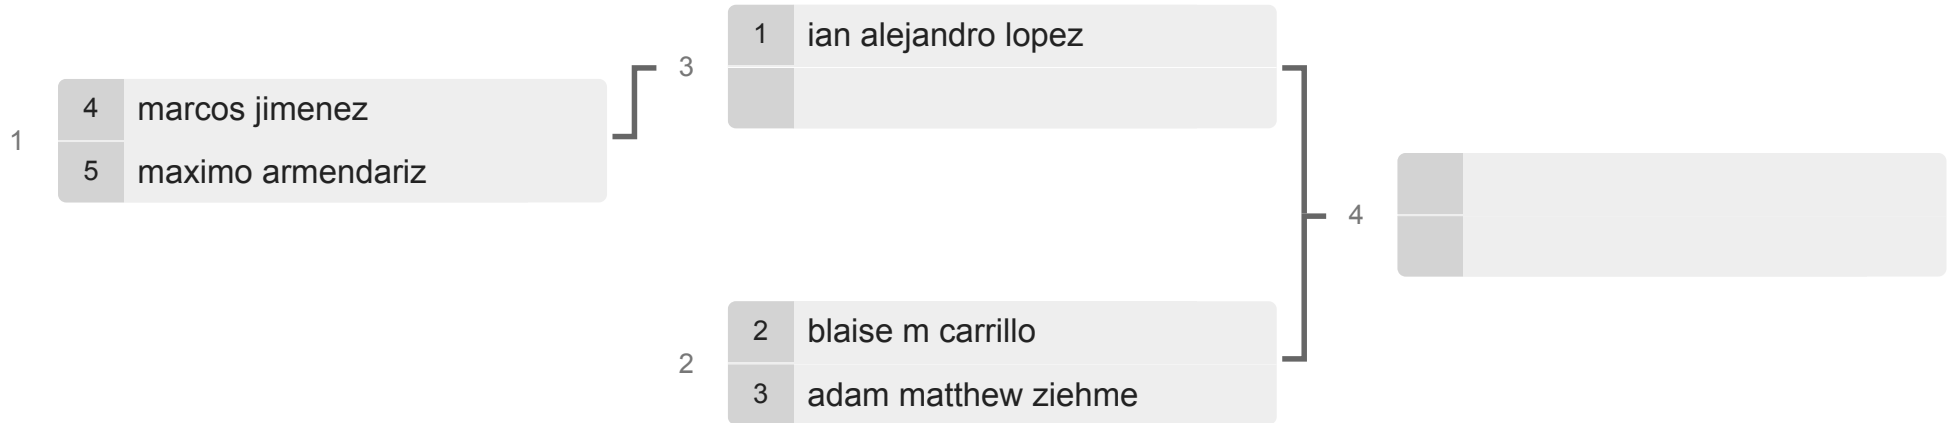 1
4 marcos jimenez
5 maximo armendariz
3
1 ian alejandro lopez
2
2 blaise m carrillo
3 adam matthew ziehme
4